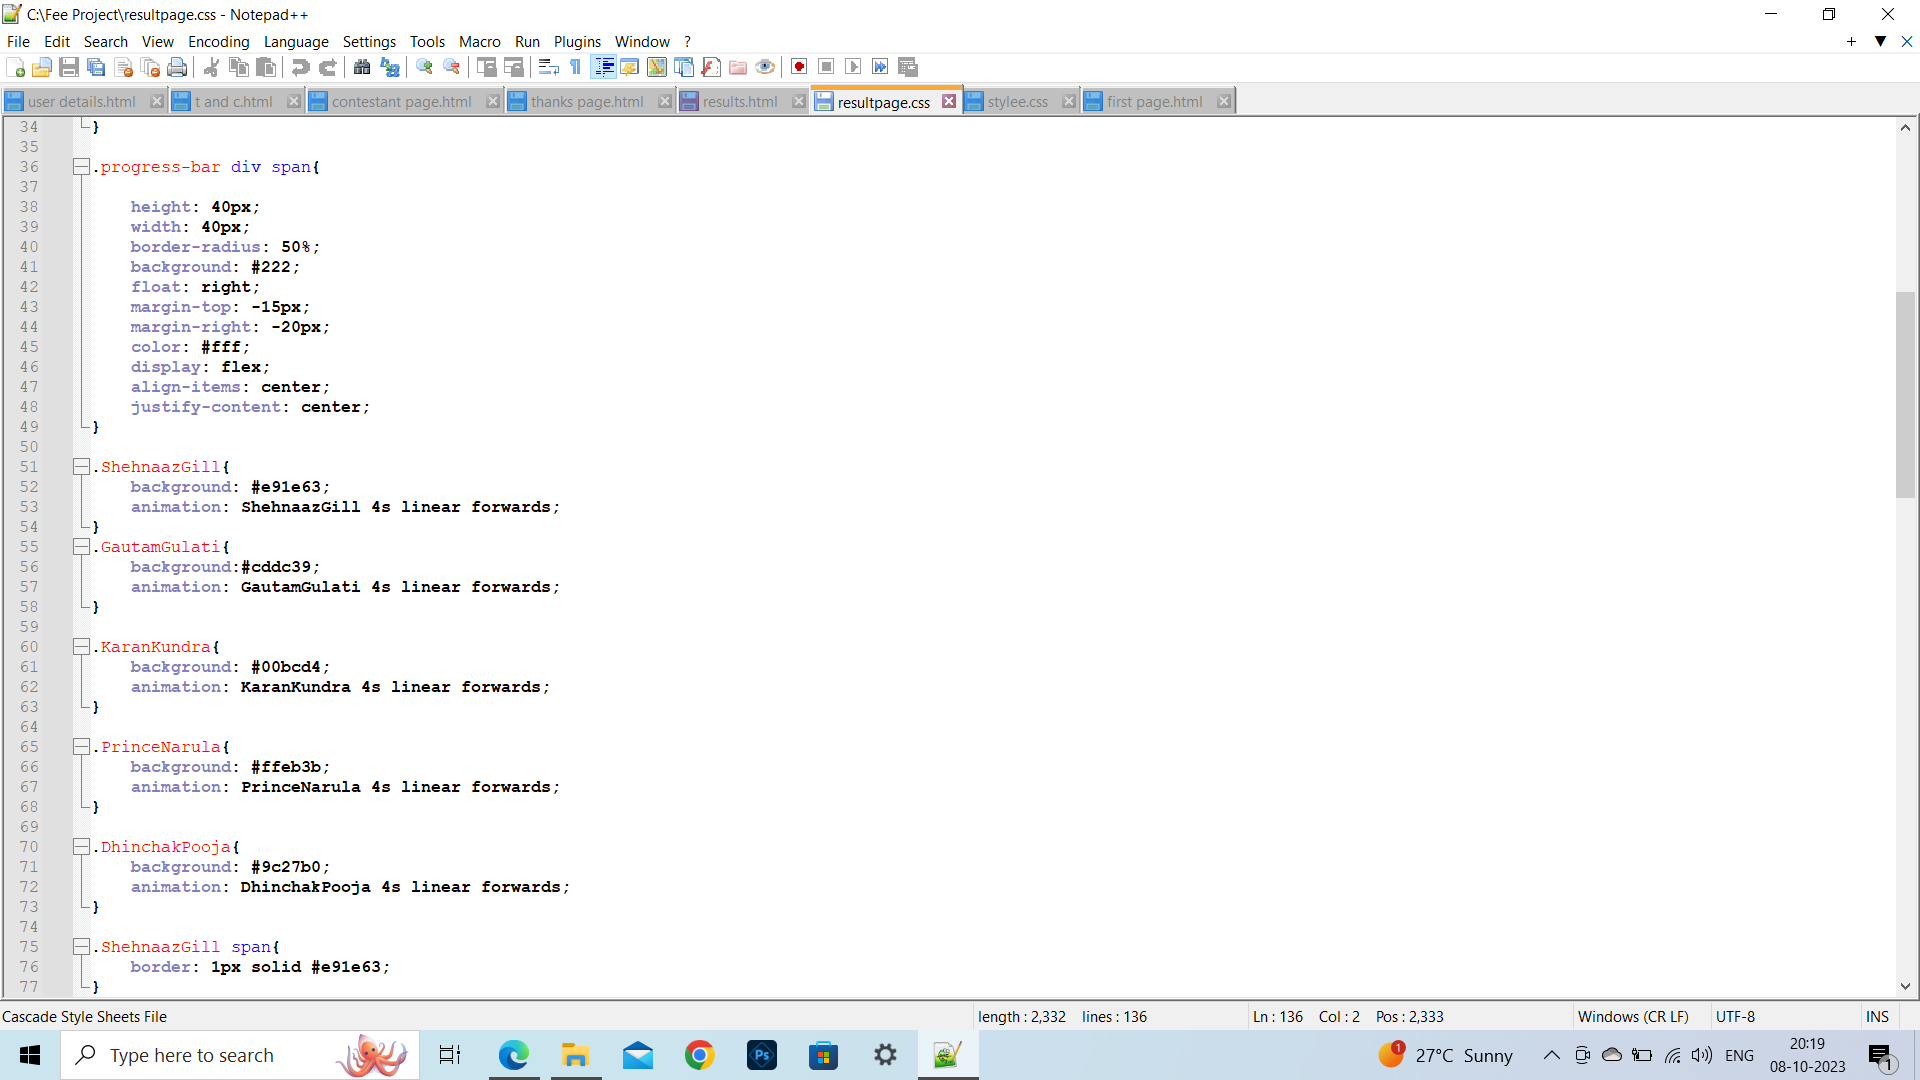 C:\Fee Project\resultpage.css - Notepad++
File Edit Search View Encoding Language Settings Tools Macro Run Plugins Window ?
user details.html t and c.html contestant page.html thanks page.html results.html resultpage.css stylee.css first page.html
34 }
35
36 .progress-bar div span{
37
38 height: 40px;
39 width: 40px;
40 border-radius: 50%;
41 background: #222;
42 float: right;
43 margin-top: -15px;
44 margin-right: -20px;
45 color: #fff;
46 display: flex;
47 align-items: center;
48 justify-content: center;
49 }
50
51 .ShehnaazGill{
52 background: #e91e63;
53 animation: ShehnaazGill 4s linear forwards;
54 }
55 .GautamGulati{
56 background:#cddc39;
57 animation: GautamGulati 4s linear forwards;
58 }
59
60 .KaranKundra{
61 background: #00bcd4;
62 animation: KaranKundra 4s linear forwards;
63 }
64
65 .PrinceNarula{
66 background: #ffeb3b;
67 animation: PrinceNarula 4s linear forwards;
68 }
69
70 .DhinchakPooja{
71 background: #9c27b0;
72 animation: DhinchakPooja 4s linear forwards;
73 }
74
75 .ShehnaazGill span{
76 border: 1px solid #e91e63;
77 }
Cascade Style Sheets File length : 2,332 lines : 136 Ln : 136 Col : 2 Pos : 2,333 Windows (CR LF) UTF-8 INS
Type here to search Ps 1 27°C Sunny ENG 20:19
08-10-2023 1